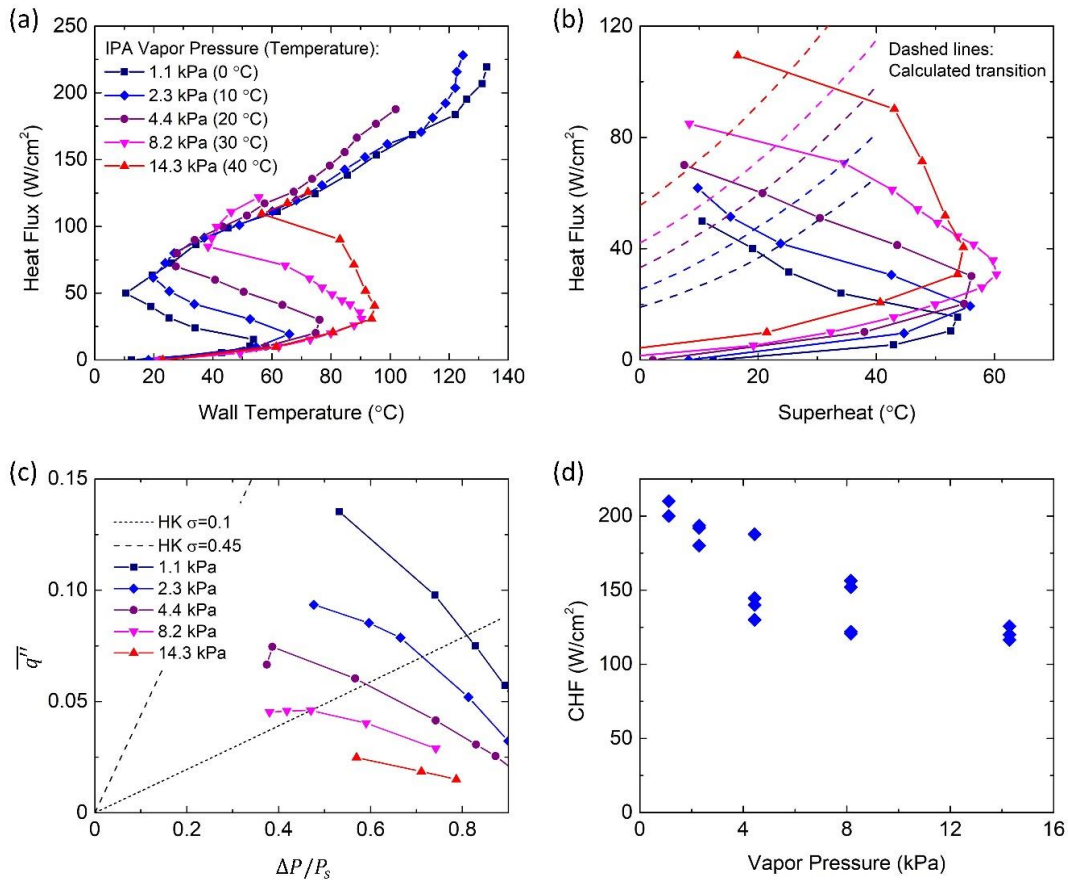 (a)
250
200
150
100
50
0
Heat Flux (W/cm²)
IPA Vapor Pressure (Temperature):
1.1 kPa (0 °C)
2.3 kPa (10 °C)
4.4 kPa (20 °C)
8.2 kPa (30 °C)
14.3 kPa (40 °C)
0 20 40 60 80 100 120 140
Wall Temperature (°C)
(b)
120
80
40
0
Heat Flux (W/cm²)
Dashed lines:
Calculated transition
0 20 40 60
Superheat (°C)
(c)
0.15
0.10
0.05
0.00
q̅''
HK σ=0.1
HK σ=0.45
1.1 kPa
2.3 kPa
4.4 kPa
8.2 kPa
14.3 kPa
0 0.2 0.4 0.6 0.8
ΔP/Pₛ
(d)
200
150
100
50
0
CHF (W/cm²)
0 4 8 12 16
Vapor Pressure (kPa)